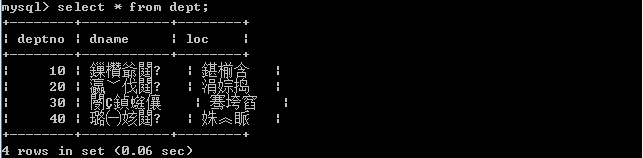 mysql> select * from dept;
+--------+-----------+--------+
| deptno | dname | loc |
+--------+-----------+--------+
| 10 | 鏁欑爺閮? | 鍖椾含 |
| 20 | 瀛﹀伐閮? | 涓婃捣 |
| 30 | 閿€鍞儴 | 骞垮窞 |
| 40 | 璐㈠姟閮? | 姝︽眽 |
+--------+-----------+--------+
4 rows in set (0.06 sec)